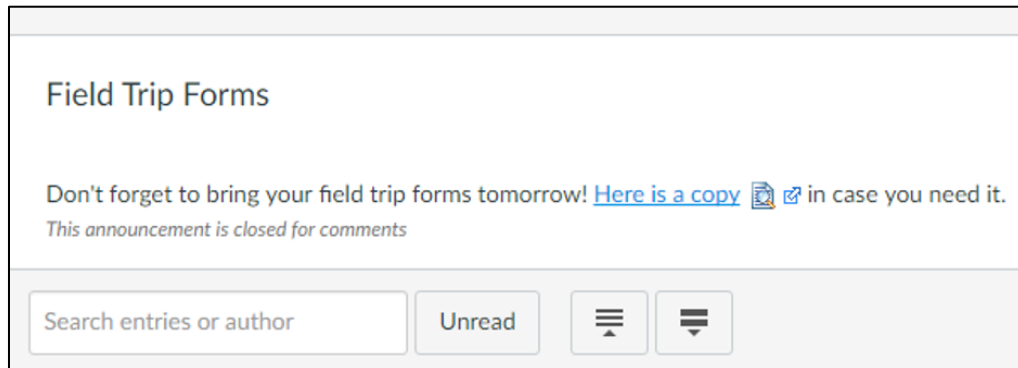 Field Trip Forms
Don't forget to bring your field trip forms tomorrow! Here is a copy in case you need it.
This announcement is closed for comments
Search entries or author Unread